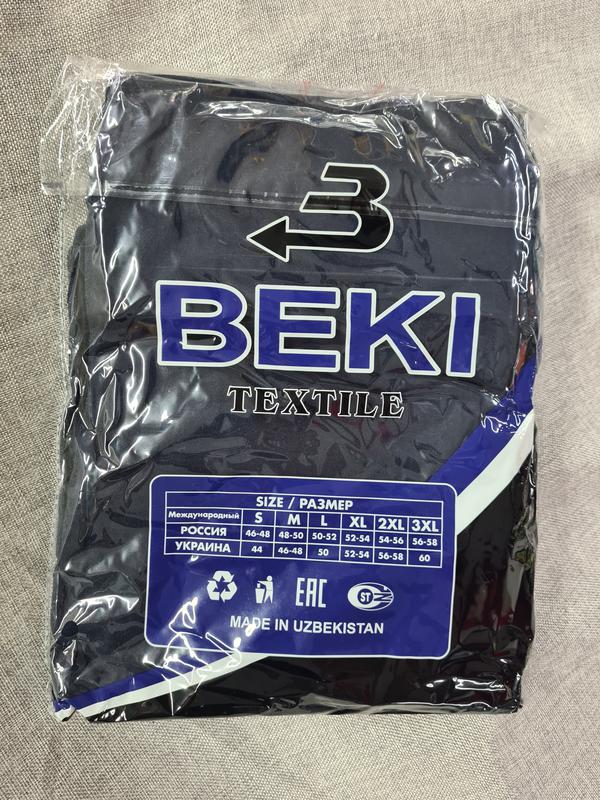 BEKI
TEXTILE
SIZE / РАЗМЕР
Международный S M L XL 2XL 3XL
РОССИЯ 46-48 48-50 50-52 52-54 54-56 56-58
УКРАИНА 44 46-48 50 52-54 56-58 60
EAC ST
MADE IN UZBEKISTAN